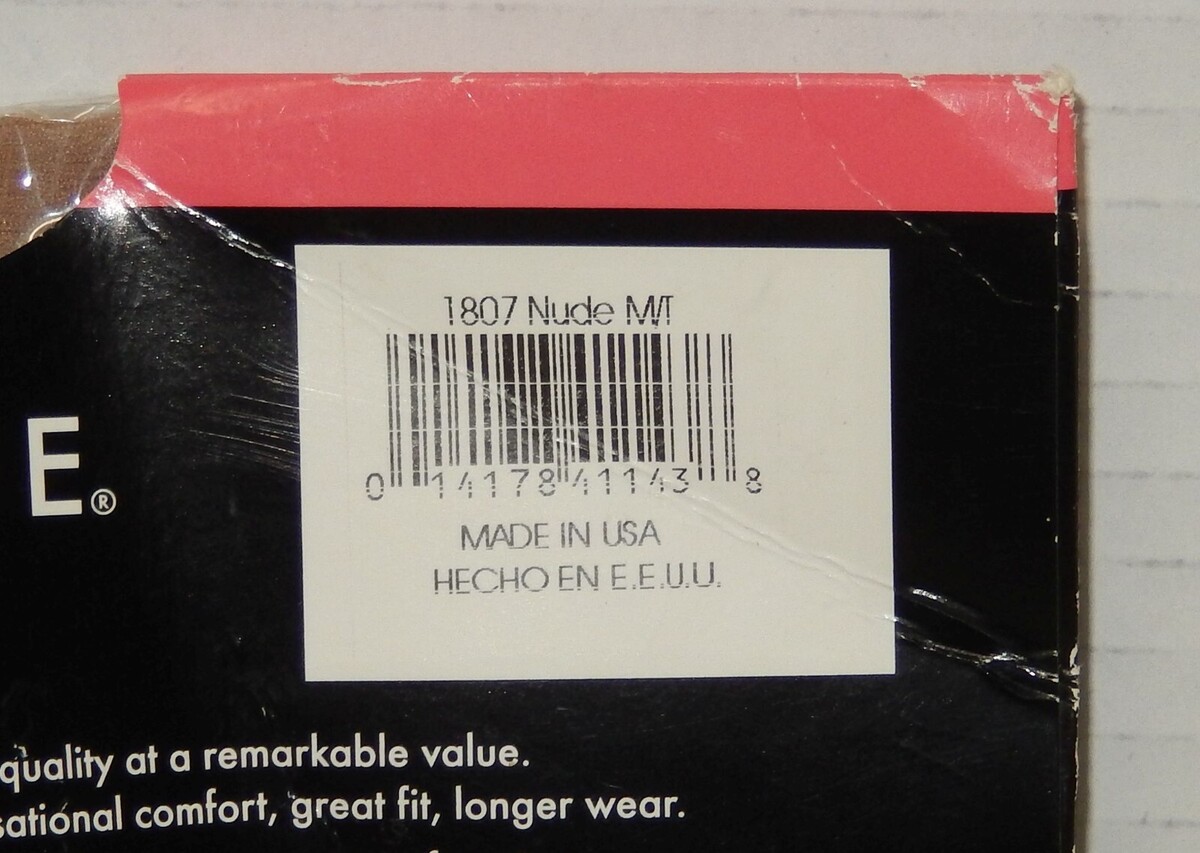 1807 Nude M/T
0 14178 41143 8
MADE IN USA
HECHO EN E.E.U.U.
E®
quality at a remarkable value.
comfort, great fit, longer wear.